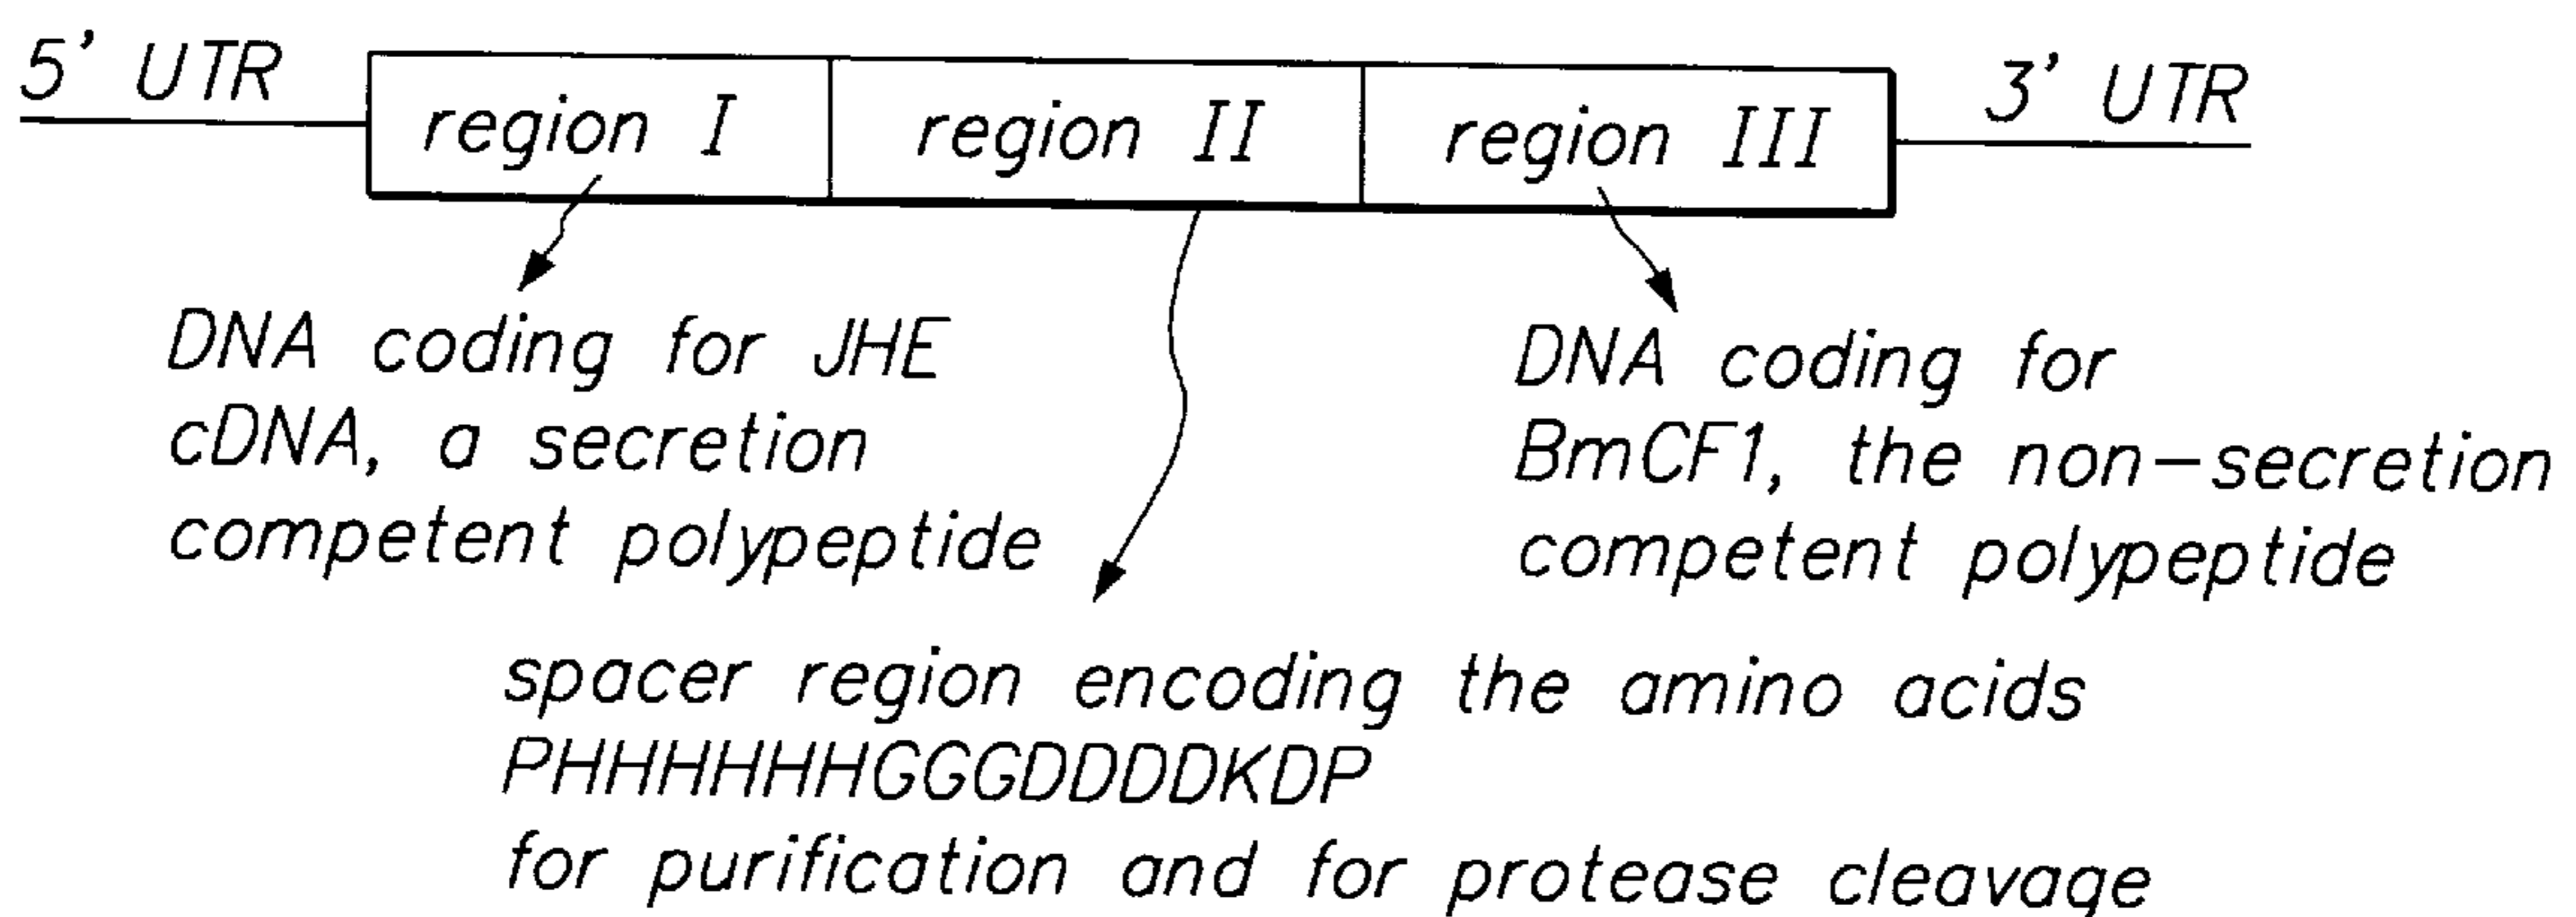 5' UTR
region I
region II
region III
3' UTR
DNA coding for JHE
cDNA, a secretion
competent polypeptide
DNA coding for
BmCF1, the non-secretion
competent polypeptide
spacer region encoding the amino acids
PHHHHHHGGGDDDDKDP
for purification and for protease cleavage